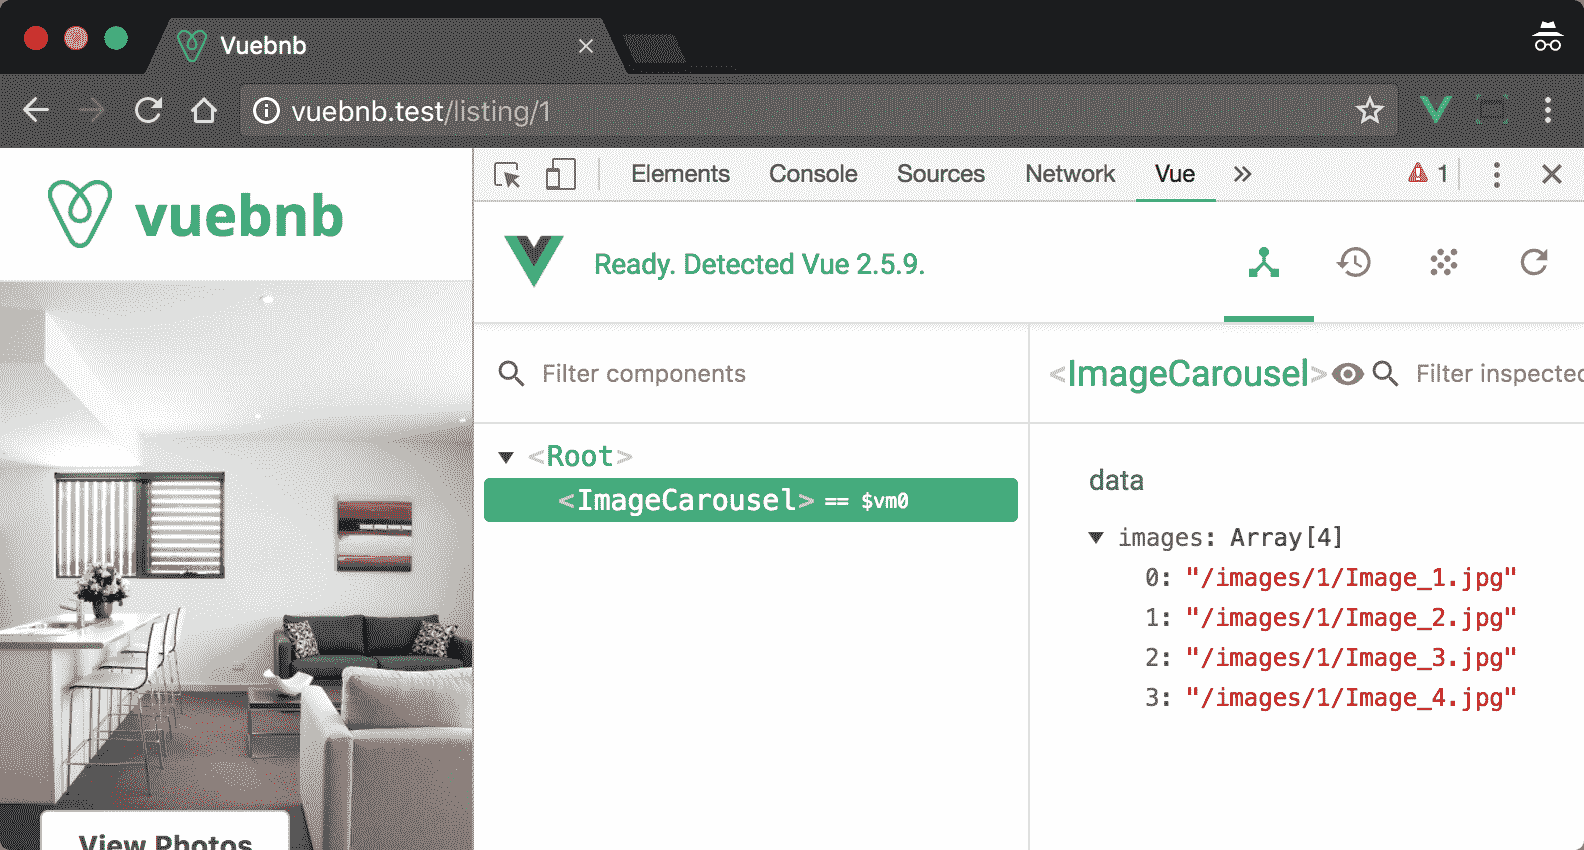 Vuebnb
vuebnb.test/listing/1
vuebnb
Elements Console Sources Network Vue » 1
Ready. Detected Vue 2.5.9.
Filter components
<ImageCarousel> Filter inspected
<Root>
<ImageCarousel> == $vm0
data
images: Array[4]
0: "/images/1/Image_1.jpg"
1: "/images/1/Image_2.jpg"
2: "/images/1/Image_3.jpg"
3: "/images/1/Image_4.jpg"
View Photos